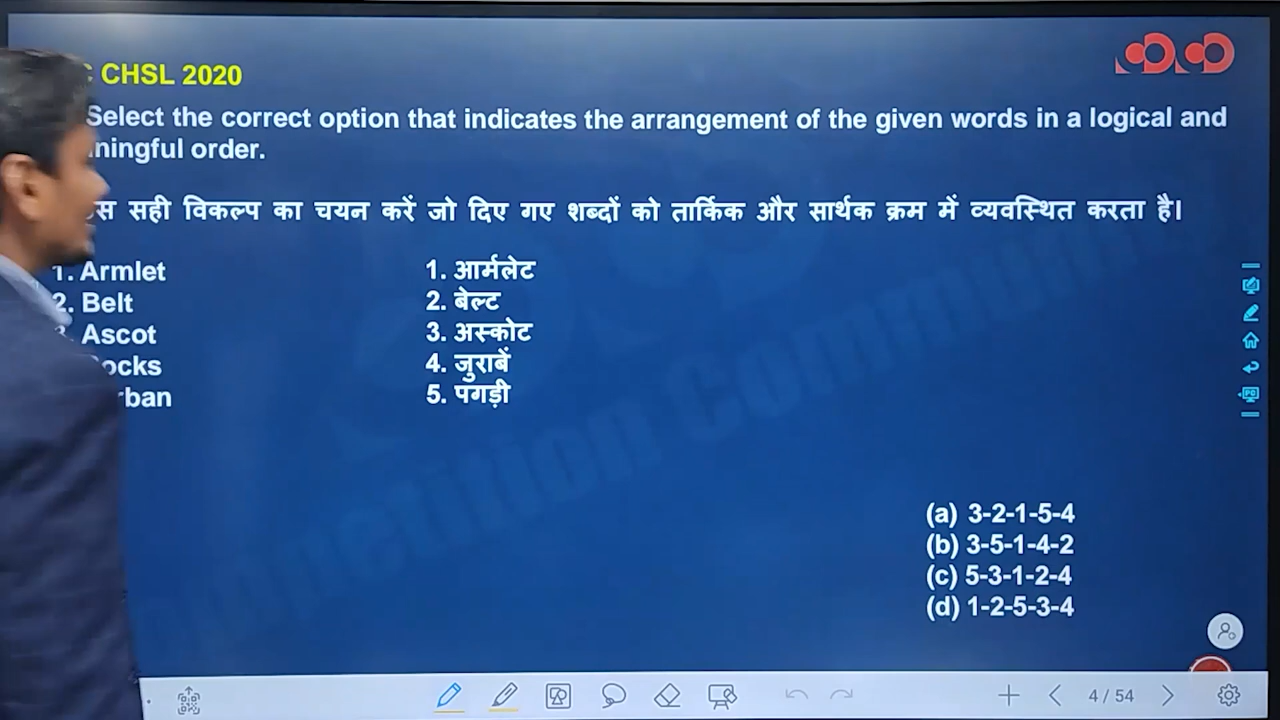 CHSL 2020
Select the correct option that indicates the arrangement of the given words in a logical and
ningful order.
स सही विकल्प का चयन करें जो दिए गए शब्दों को तार्किक और सार्थक क्रम में व्यवस्थित करता है।
1. Armlet
2. Belt
Ascot
ocks
rban
1. आर्मलेट
2. बेल्ट
3. अस्कोट
4. जुराबें
5. पगड़ी
(a) 3-2-1-5-4
(b) 3-5-1-4-2
(c) 5-3-1-2-4
(d) 1-2-5-3-4
4 / 54